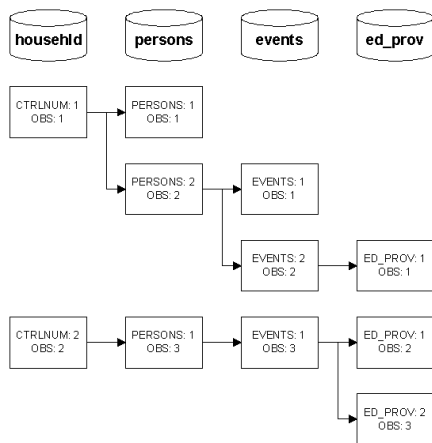 househld
persons
events
ed_prov
CTRLNUM: 1
OBS: 1
PERSONS: 1
OBS: 1
PERSONS: 2
OBS: 2
EVENTS: 1
OBS: 1
EVENTS: 2
OBS: 2
ED_PROV: 1
OBS: 1
CTRLNUM: 2
OBS: 2
PERSONS: 1
OBS: 3
EVENTS: 1
OBS: 3
ED_PROV: 1
OBS: 2
ED_PROV: 2
OBS: 3